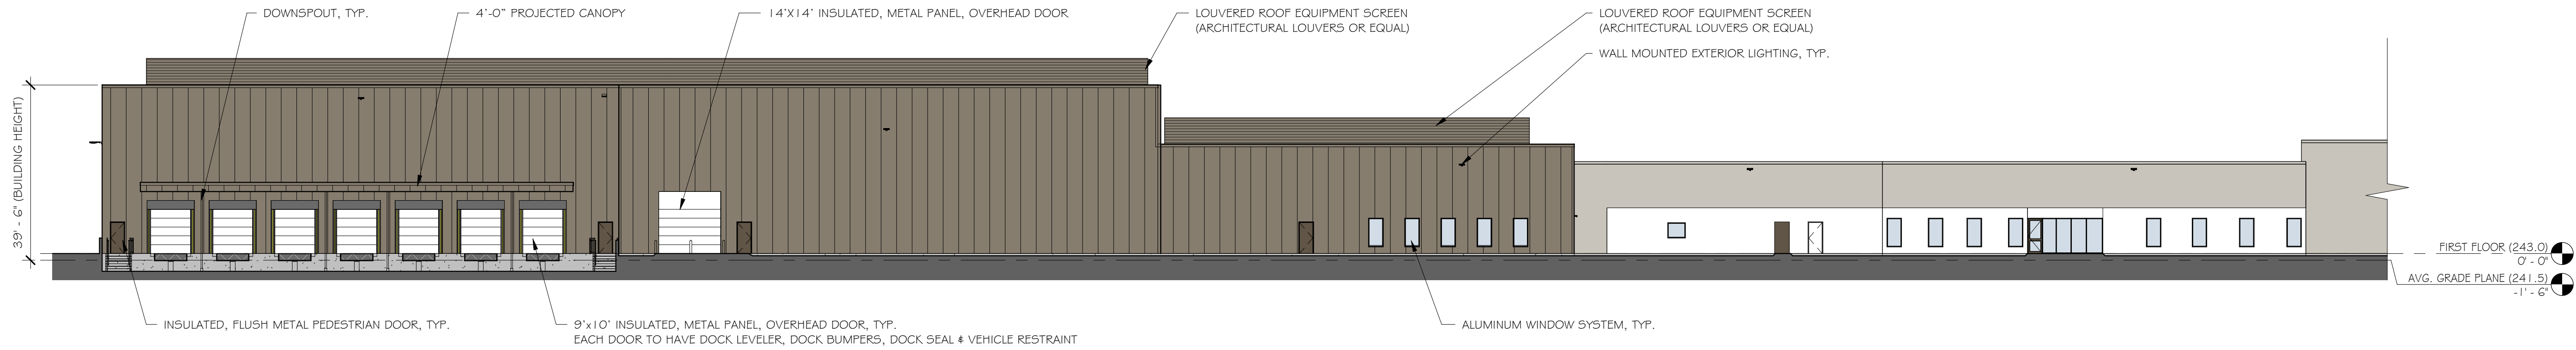 DOWNSPOUT, TYP.
4'-0" PROJECTED CANOPY
14'X14' INSULATED, METAL PANEL, OVERHEAD DOOR
LOUVERED ROOF EQUIPMENT SCREEN
(ARCHITECTURAL LOUVERS OR EQUAL)
LOUVERED ROOF EQUIPMENT SCREEN
(ARCHITECTURAL LOUVERS OR EQUAL)
WALL MOUNTED EXTERIOR LIGHTING, TYP.
39' - 6" (BUILDING HEIGHT)
FIRST FLOOR (243.0)
0' - 0"
AVG. GRADE PLANE (241.5)
-1' - 6"
INSULATED, FLUSH METAL PEDESTRIAN DOOR, TYP.
9'x10' INSULATED, METAL PANEL, OVERHEAD DOOR, TYP.
EACH DOOR TO HAVE DOCK LEVELER, DOCK BUMPERS, DOCK SEAL & VEHICLE RESTRAINT
ALUMINUM WINDOW SYSTEM, TYP.